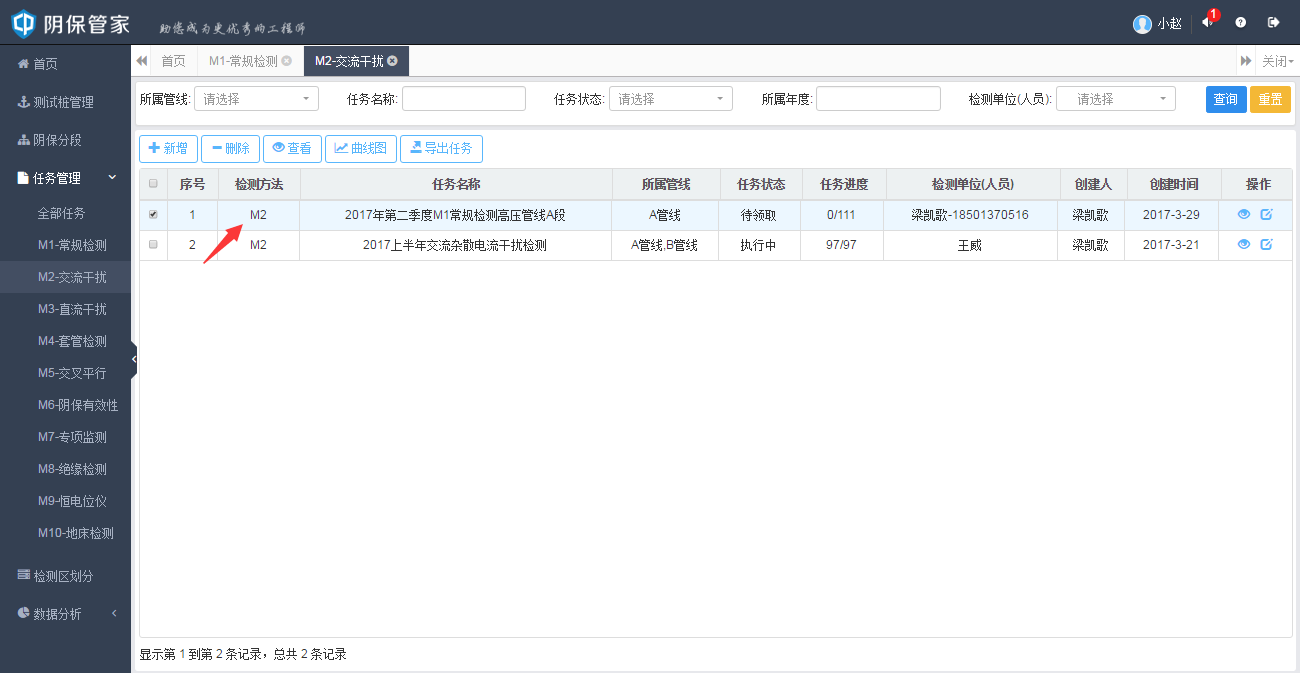 阴保管家 助您成为更优秀的工程师 小赵 1
首页 M1-常规检测 M2-交流干扰 关闭
首页
测试桩管理
阴保分段
任务管理
全部任务
M1-常规检测
M2-交流干扰
M3-直流干扰
M4-套管检测
M5-交叉平行
M6-阴保有效性
M7-专项监测
M8-绝缘检测
M9-恒电位仪
M10-地床检测
检测区划分
数据分析
所属管线: 请选择 任务名称: 任务状态: 请选择 所属年度: 检测单位(人员): 请选择 查询 重置
新增 删除 查看 曲线图 导出任务
序号 检测方法 任务名称 所属管线 任务状态 任务进度 检测单位(人员) 创建人 创建时间 操作
1 M2 2017年第二季度M1常规检测高压管线A段 A管线 待领取 0/111 梁凯歌-18501370516 梁凯歌 2017-3-29
2 M2 2017上半年交流杂散电流干扰检测 A管线,B管线 执行中 97/97 王威 梁凯歌 2017-3-21
显示第 1 到第 2 条记录，总共 2 条记录